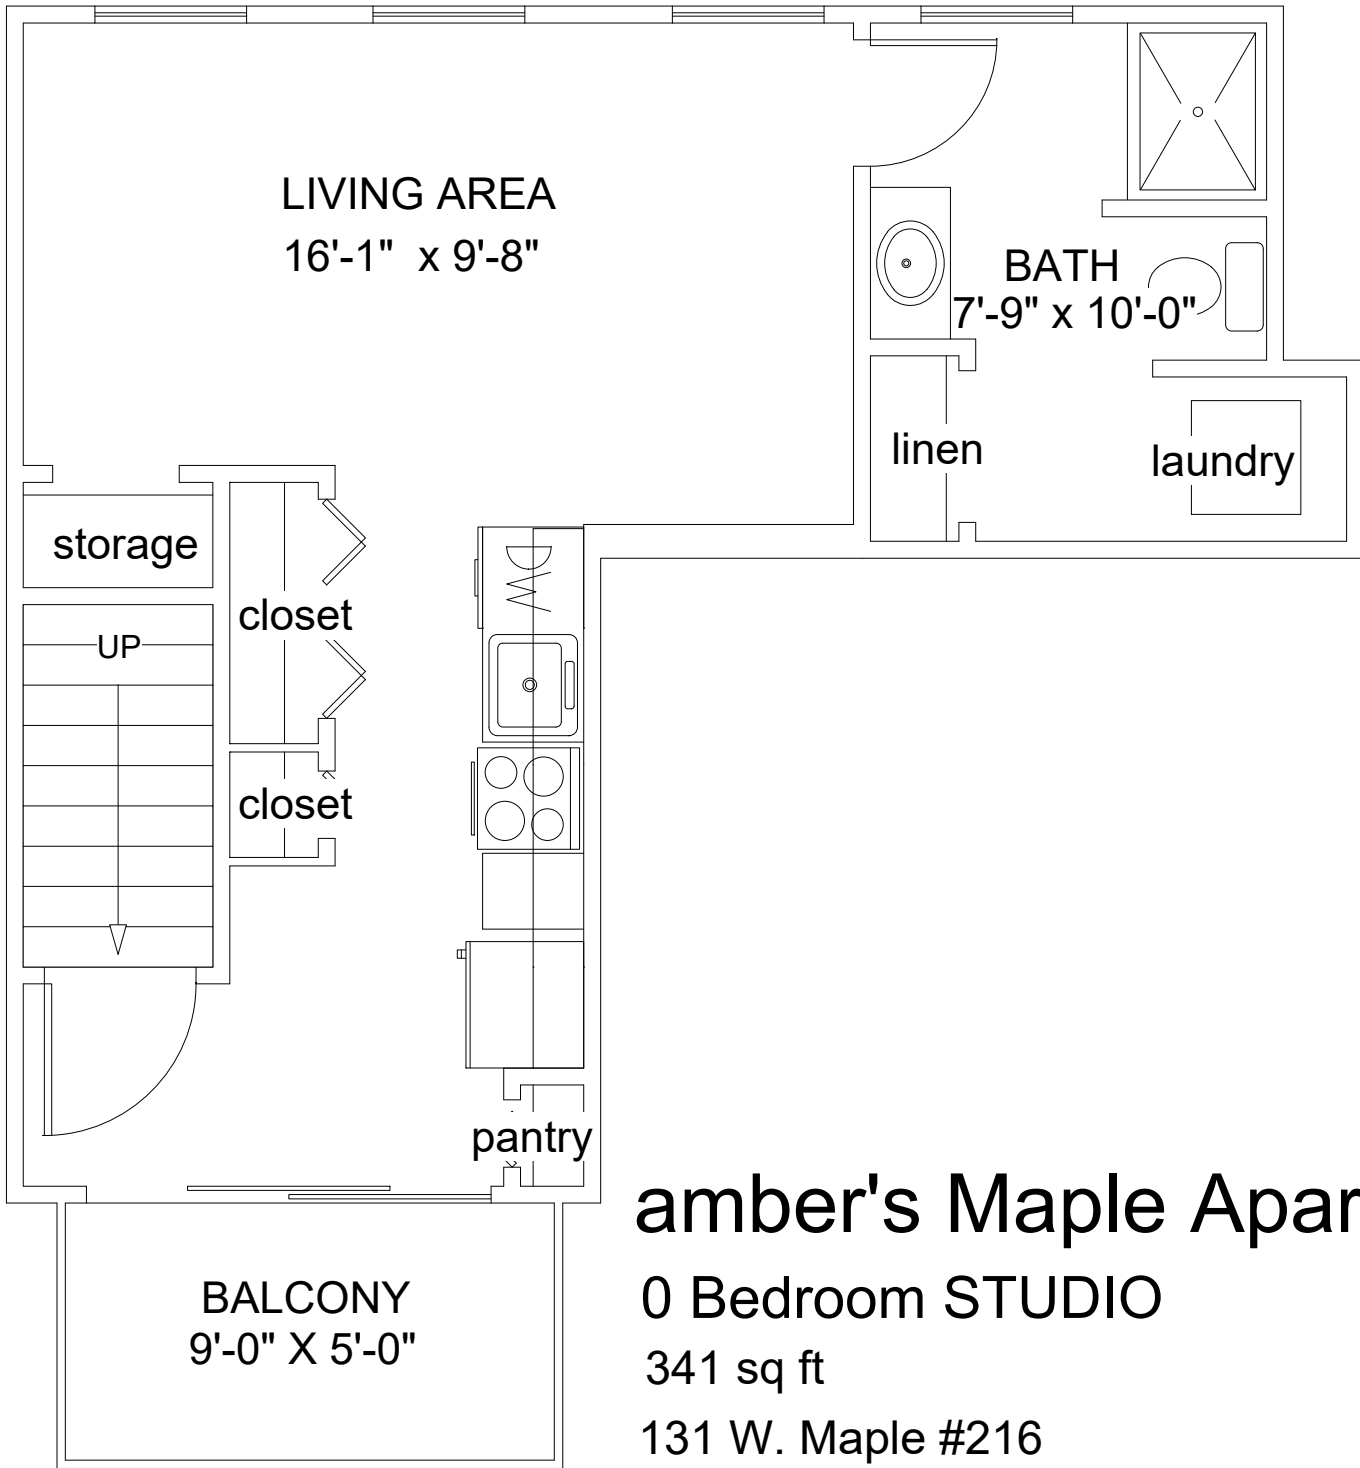 LIVING AREA
16'-1" x 9'-8"
BATH
7'-9" x 10'-0"
linen
laundry
storage
closet
UP
DW
closet
pantry
BALCONY
9'-0" X 5'-0"
amber's Maple Apar
0 Bedroom STUDIO
341 sq ft
131 W. Maple #216